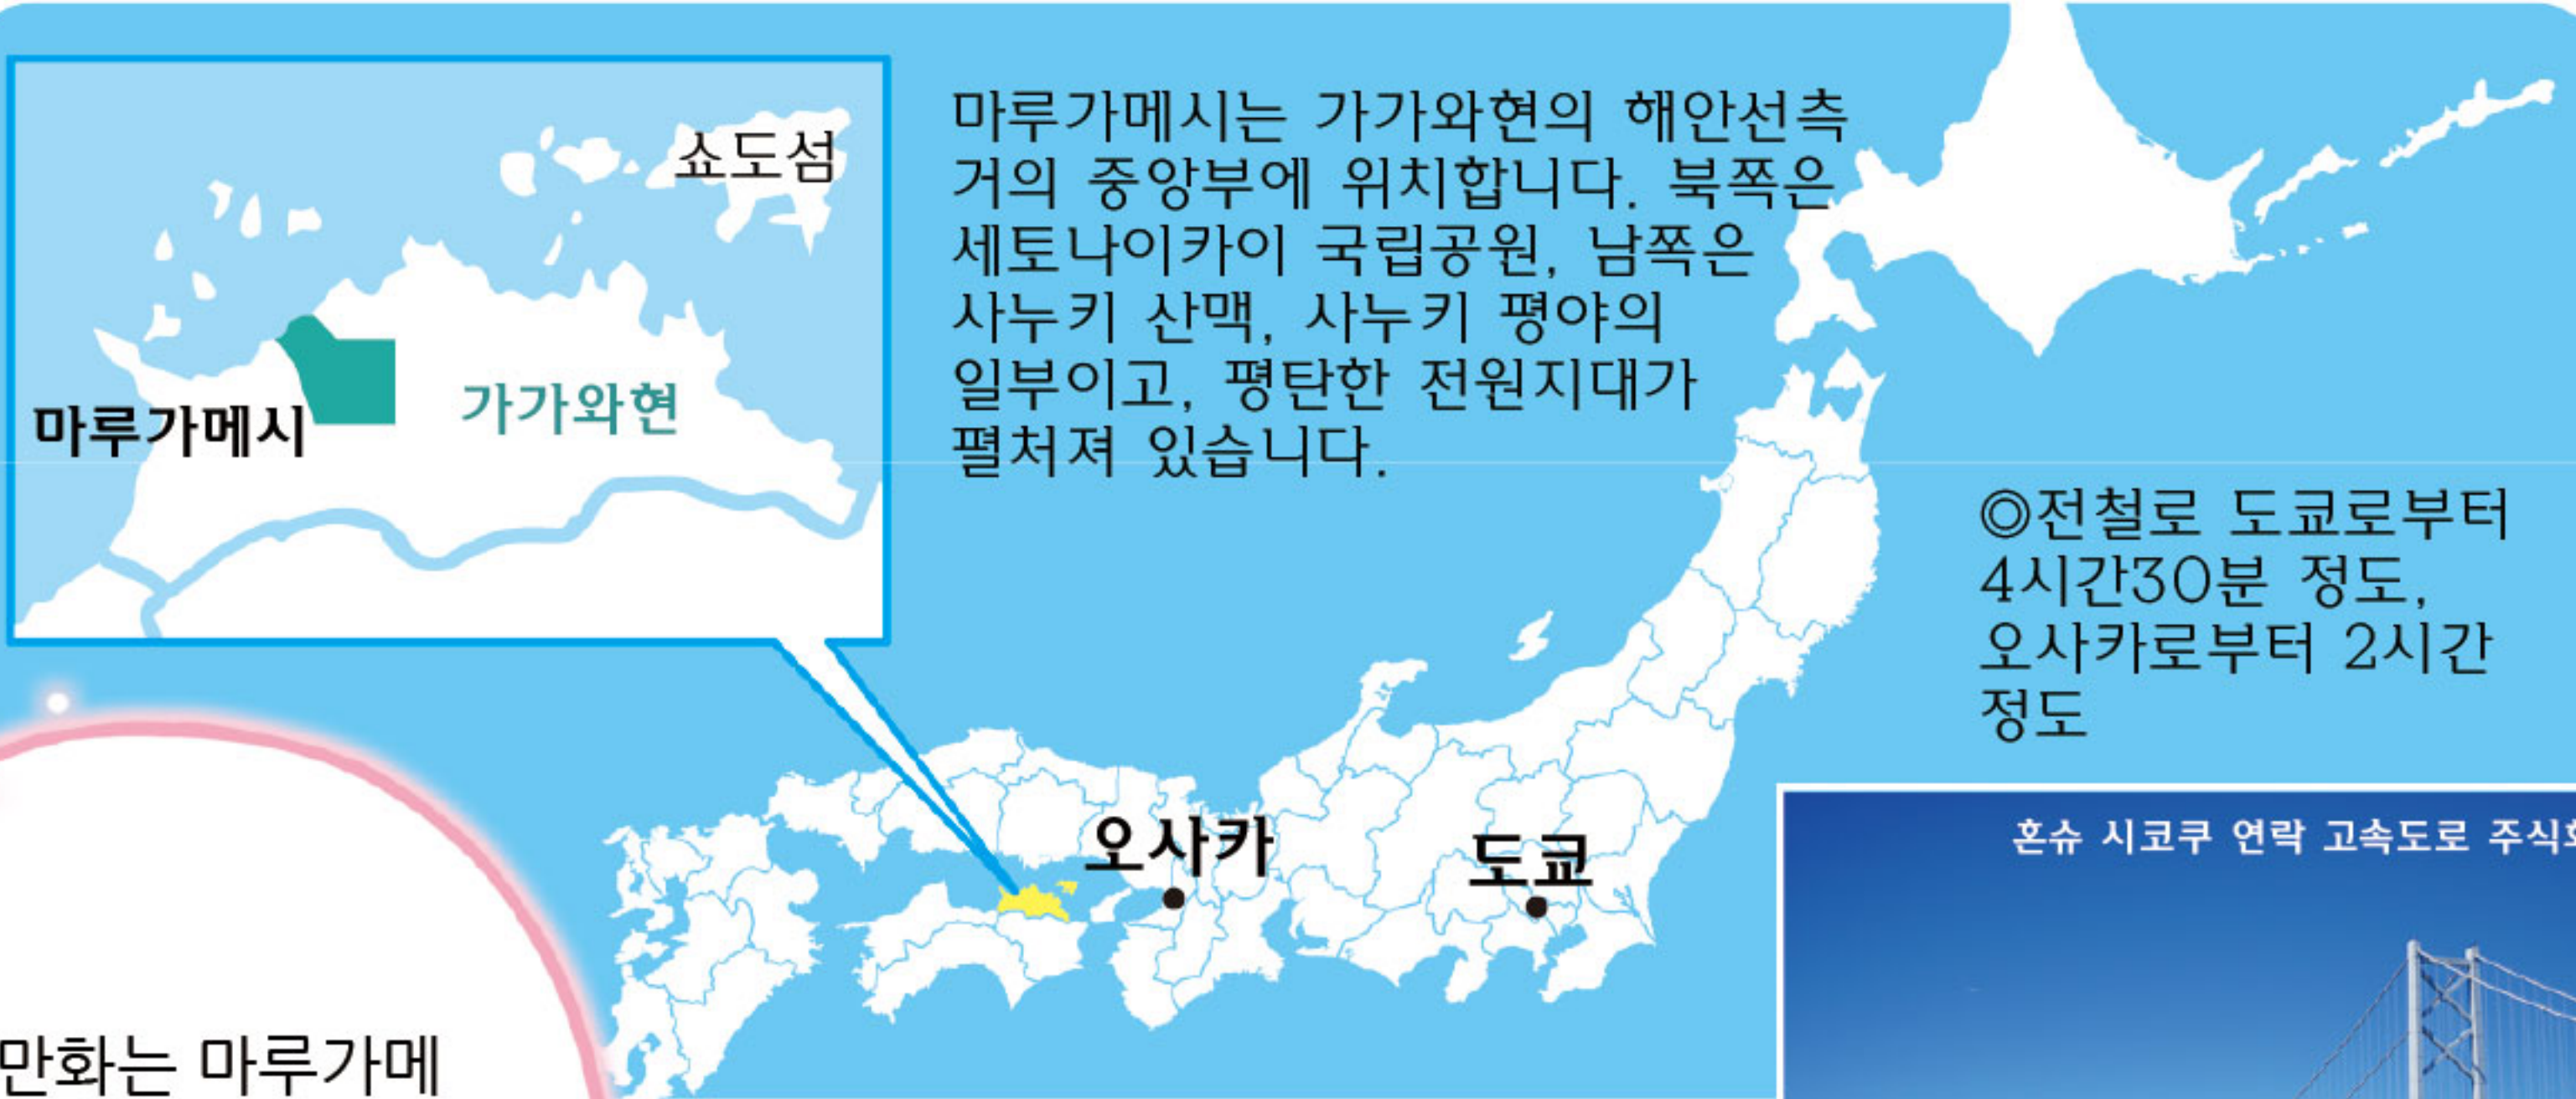 쇼도섬
마루가메시
가가와현
마루가메시는 가가와현의 해안선측
거의 중앙부에 위치합니다. 북쪽은
세토나이카이 국립공원, 남쪽은
사누키 산맥, 사누키 평야의
일부이고, 평탄한 전원지대가
펼처져 있습니다.
◎전철로 도쿄로부터
4시간30분 정도,
오사카로부터 2시간
정도
오사카
도쿄
혼슈 시코쿠 연락 고속도로 주식회
만화는 마루가메